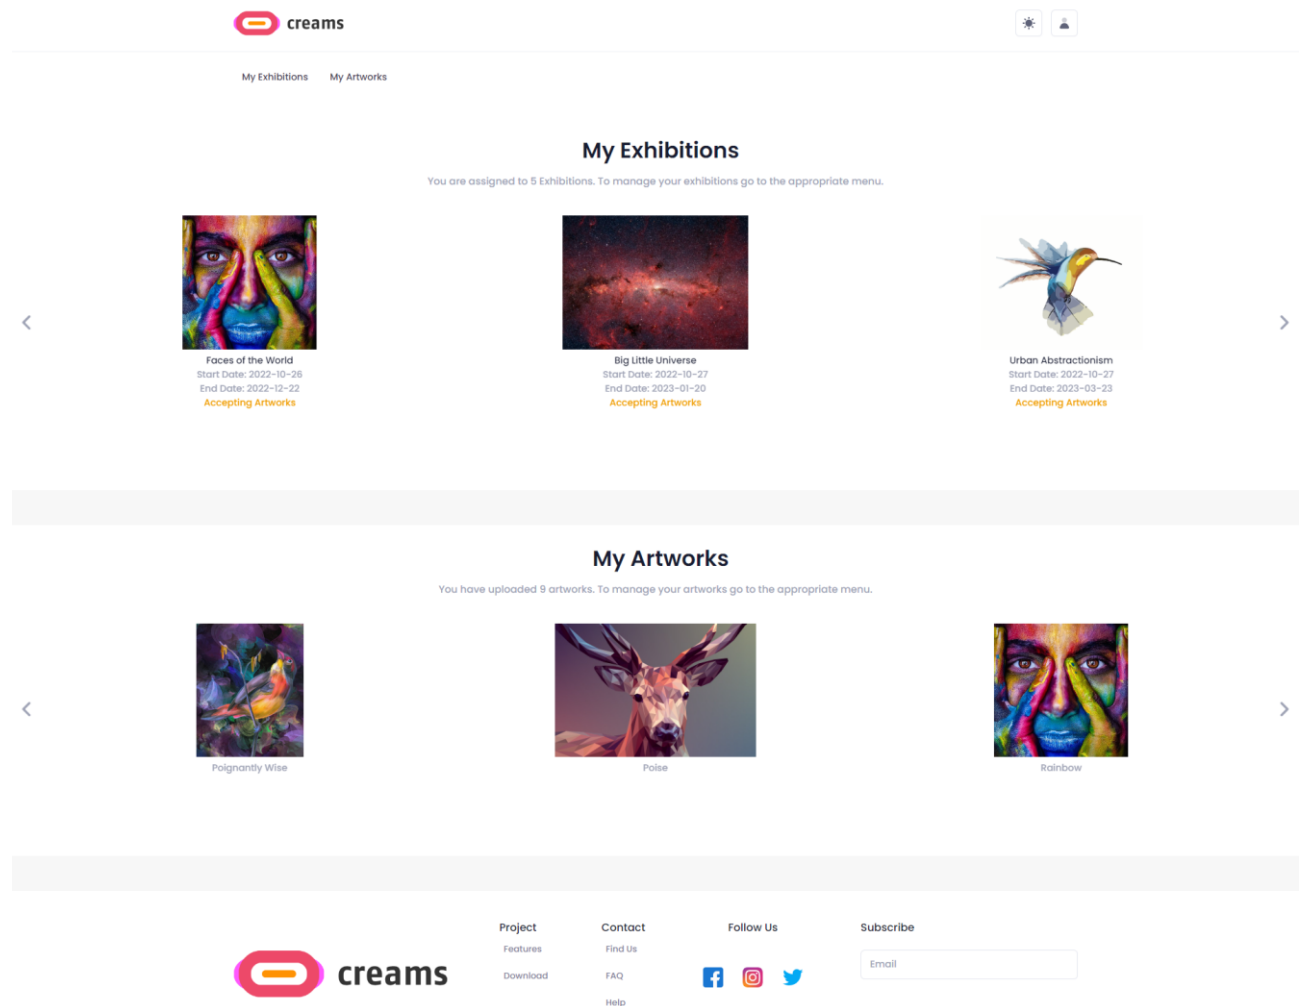 creams
My Exhibitions My Artworks
My Exhibitions
You are assigned to 5 Exhibitions. To manage your exhibitions go to the appropriate menu.
Faces of the World
Start Date: 2022-10-26
End Date: 2022-12-22
Accepting Artworks
Big Little Universe
Start Date: 2022-10-27
End Date: 2023-01-20
Accepting Artworks
Urban Abstractionism
Start Date: 2022-10-27
End Date: 2023-03-23
Accepting Artworks
My Artworks
You have uploaded 9 artworks. To manage your artworks go to the appropriate menu.
Poignantly Wise
Poise
Rainbow
creams
Project
Features
Download
Contact
Find Us
FAQ
Help
Follow Us
Subscribe
Email